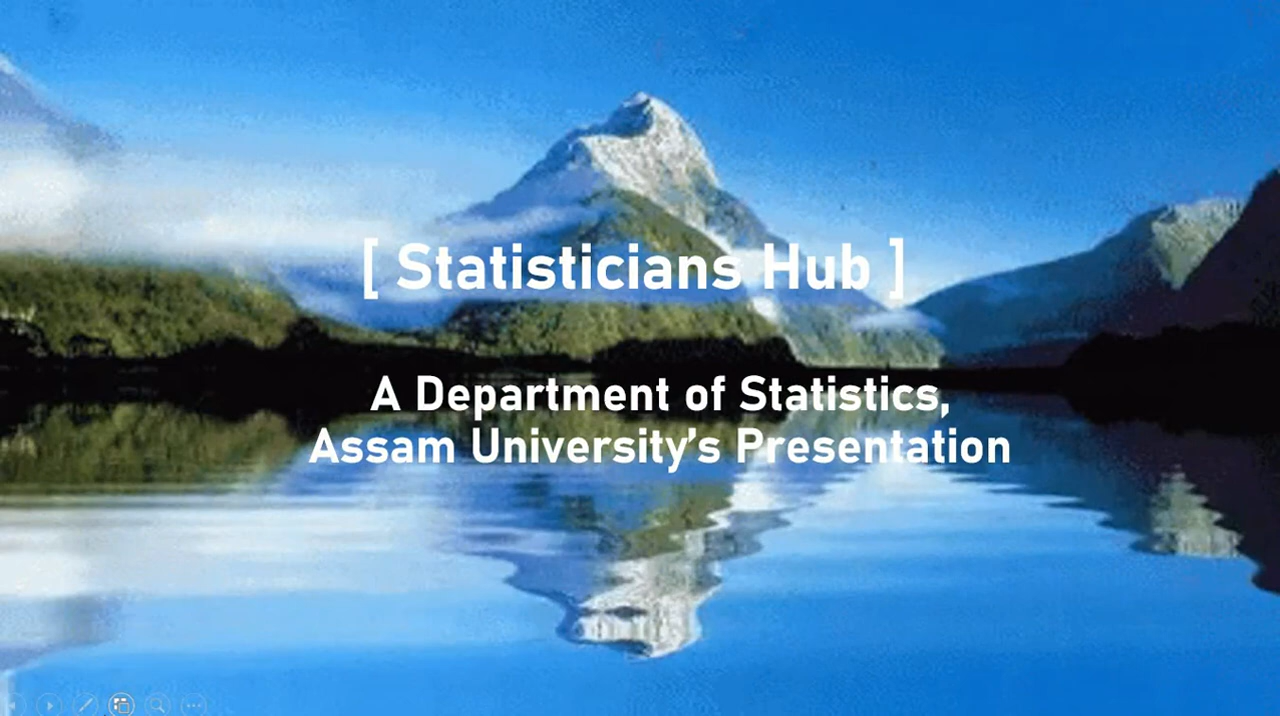 [ Statisticians Hub ]
A Department of Statistics,
Assam University’s Presentation